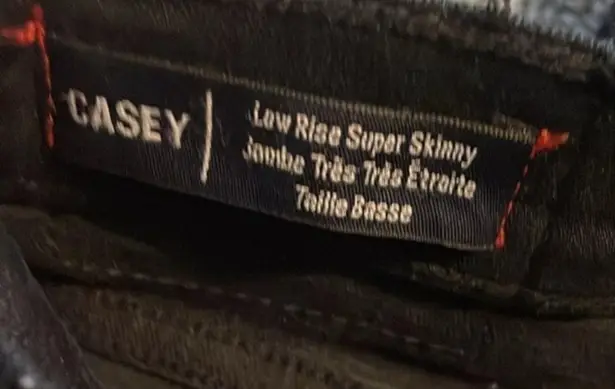 CASEY
Low Rise Super Skinny
Jambe Très Très Étroite
Taille Basse